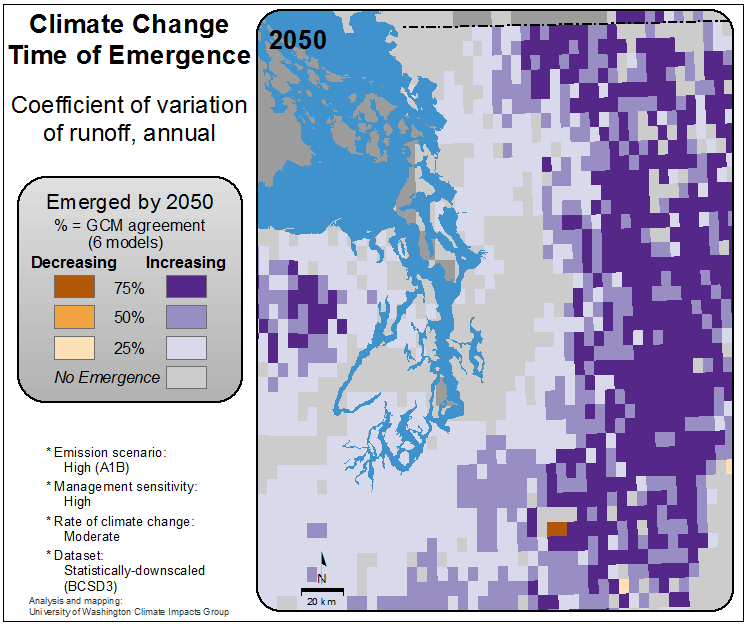 Climate Change
Time of Emergence
Coefficient of variation
of runoff, annual
Emerged by 2050
% = GCM agreement
(6 models)
Decreasing Increasing
75%
50%
25%
No Emergence
* Emission scenario:
High (A1B)
* Management sensitivity:
High
* Rate of climate change:
Moderate
* Dataset:
Statistically-downscaled
(BCSD3)
Analysis and mapping:
University of Washington Climate Impacts Group
2050
N
20 km